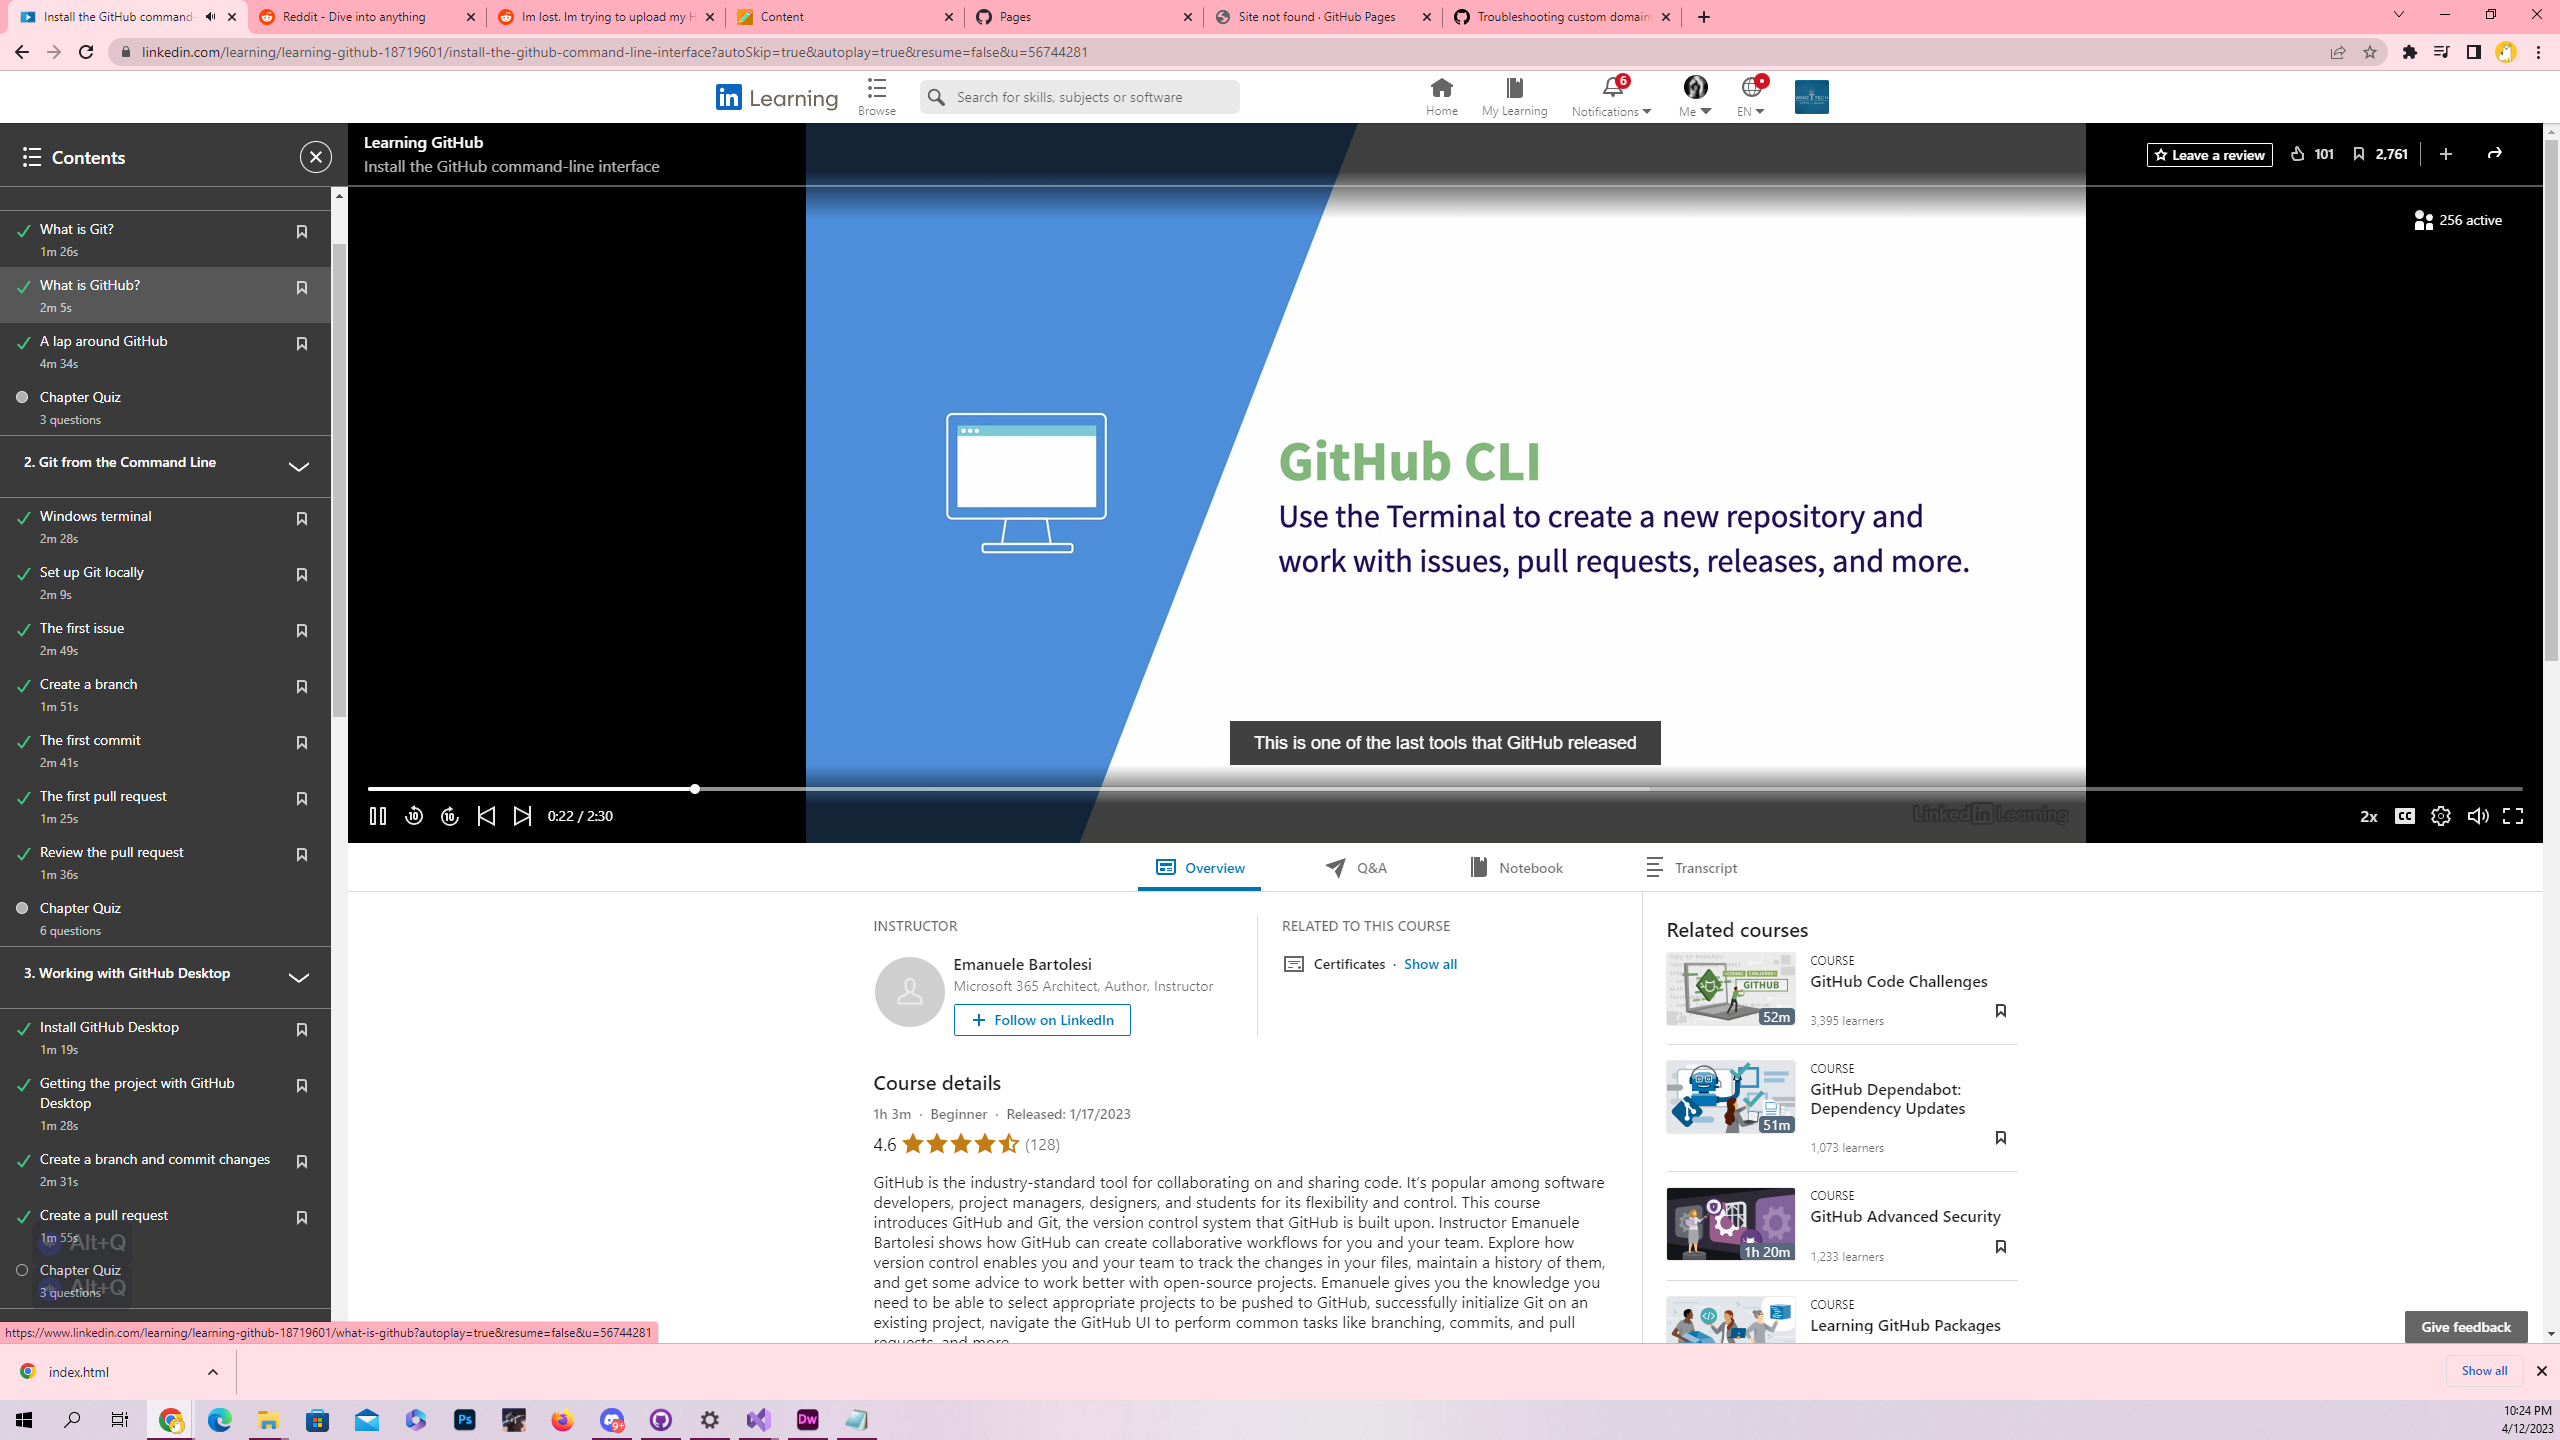 Install the GitHub command-
Reddit - Dive into anything
Im lost. Im trying to upload my H
Content
Pages
Site not found · GitHub Pages
Troubleshooting custom domain
linkedin.com/learning/learning-github-18719601/install-the-github-command-line-interface?autoSkip=true&autoplay=true&resume=false&u=56744281
in Learning
Browse
Search for skills, subjects or software
Home
My Learning
6
Notifications
Me
EN
Contents
What is Git?
1m 26s
What is GitHub?
2m 5s
A lap around GitHub
4m 34s
Chapter Quiz
3 questions
2. Git from the Command Line
Windows terminal
2m 28s
Set up Git locally
2m 9s
The first issue
2m 49s
Create a branch
1m 51s
The first commit
2m 41s
The first pull request
1m 25s
Review the pull request
1m 36s
Chapter Quiz
6 questions
3. Working with GitHub Desktop
Install GitHub Desktop
1m 19s
Getting the project with GitHub
Desktop
1m 28s
Create a branch and commit changes
2m 31s
Create a pull request
1m 55s
Alt+Q
Chapter Quiz
3 questions
Alt+Q
https://www.linkedin.com/learning/learning-github-18719601/what-is-github?autoplay=true&resume=false&u=56744281
Learning GitHub
Install the GitHub command-line interface
Leave a review
101
2,761
256 active
GitHub CLI
Use the Terminal to create a new repository and
work with issues, pull requests, releases, and more.
This is one of the last tools that GitHub released
10
10
0:22 / 2:30
Linked in Learning
2x
CC
Overview
Q&A
Notebook
Transcript
INSTRUCTOR
Emanuele Bartolesi
Microsoft 365 Architect, Author, Instructor
Follow on LinkedIn
RELATED TO THIS COURSE
Certificates · Show all
Course details
1h 3m · Beginner · Released: 1/17/2023
4.6 (128)
GitHub is the industry-standard tool for collaborating on and sharing code. It's popular among software
developers, project managers, designers, and students for its flexibility and control. This course
introduces GitHub and Git, the version control system that GitHub is built upon. Instructor Emanuele
Bartolesi shows how GitHub can create collaborative workflows for you and your team. Explore how
version control enables you and your team to track the changes in your files, maintain a history of them,
and get some advice to work better with open-source projects. Emanuele gives you the knowledge you
need to be able to select appropriate projects to be pushed to GitHub, successfully initialize Git on an
existing project, navigate the GitHub UI to perform common tasks like branching, commits, and pull
requests, and more.
Related courses
GITHUB
52m
COURSE
GitHub Code Challenges
3,395 learners
51m
COURSE
GitHub Dependabot:
Dependency Updates
1,073 learners
1h 20m
COURSE
GitHub Advanced Security
1,233 learners
COURSE
Learning GitHub Packages
Give feedback
index.html
Show all
Ps
9+
Dw
10:24 PM
4/12/2023